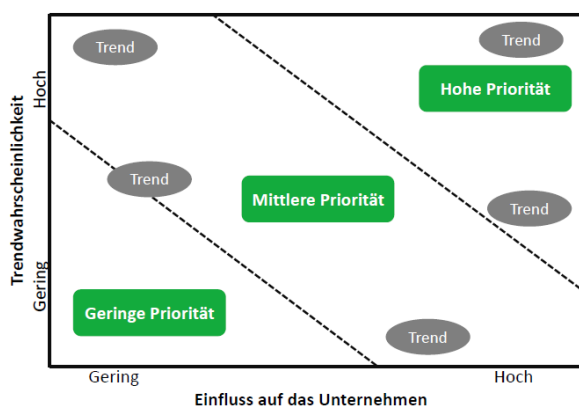 Trend
Trend
Hohe Priorität
Hoch
Trendwahrscheinlichkeit
Trend
Mittlere Priorität
Trend
Gering
Geringe Priorität
Trend
Gering
Hoch
Einfluss auf das Unternehmen